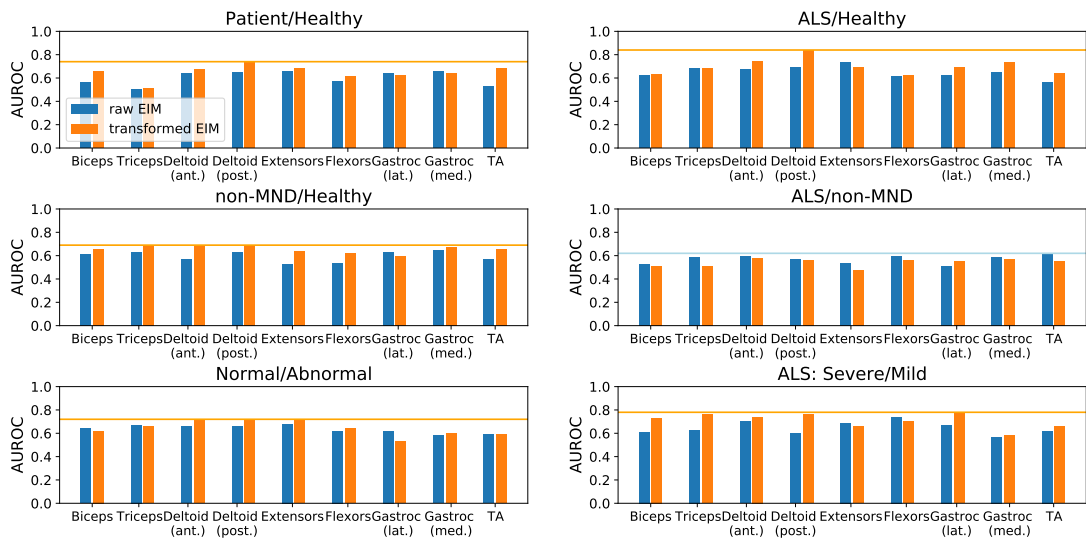 Patient/Healthy
AUROC
1.0
0.8
0.6
0.4
0.2
0.0
raw EIM
transformed EIM
Biceps Triceps Deltoid Deltoid Extensors Flexors Gastroc Gastroc TA
(ant.) (post.) (lat.) (med.)
ALS/Healthy
AUROC
1.0
0.8
0.6
0.4
0.2
0.0
Biceps Triceps Deltoid Deltoid Extensors Flexors Gastroc Gastroc TA
(ant.) (post.) (lat.) (med.)
non-MND/Healthy
AUROC
1.0
0.8
0.6
0.4
0.2
0.0
Biceps Triceps Deltoid Deltoid Extensors Flexors Gastroc Gastroc TA
(ant.) (post.) (lat.) (med.)
ALS/non-MND
AUROC
1.0
0.8
0.6
0.4
0.2
0.0
Biceps Triceps Deltoid Deltoid Extensors Flexors Gastroc Gastroc TA
(ant.) (post.) (lat.) (med.)
Normal/Abnormal
AUROC
1.0
0.8
0.6
0.4
0.2
0.0
Biceps Triceps Deltoid Deltoid Extensors Flexors Gastroc Gastroc TA
(ant.) (post.) (lat.) (med.)
ALS: Severe/Mild
AUROC
1.0
0.8
0.6
0.4
0.2
0.0
Biceps Triceps Deltoid Deltoid Extensors Flexors Gastroc Gastroc TA
(ant.) (post.) (lat.) (med.)